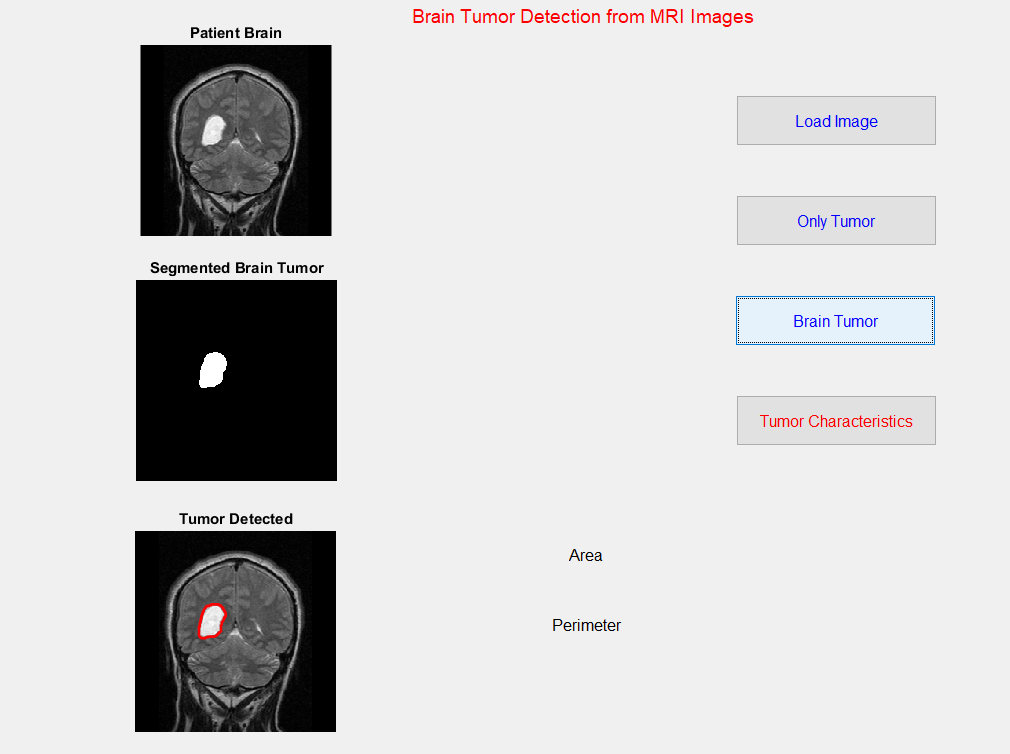 Brain Tumor Detection from MRI Images
Patient Brain
Load Image
Only Tumor
Segmented Brain Tumor
Brain Tumor
Tumor Characteristics
Tumor Detected
Area
Perimeter